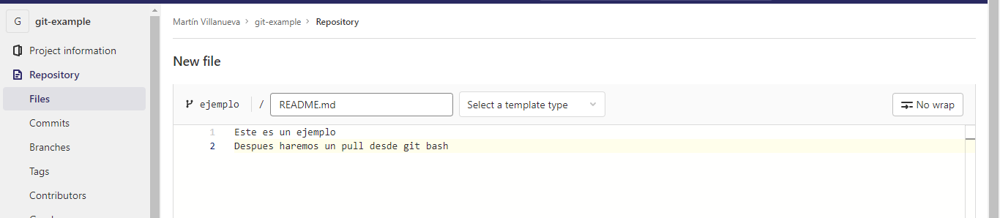 G git-example
Project information
Repository
Files
Commits
Branches
Tags
Contributors
Martín Villanueva > git-example > Repository
New file
ejemplo / README.md Select a template type No wrap
1 Este es un ejemplo
2 Despues haremos un pull desde git bash